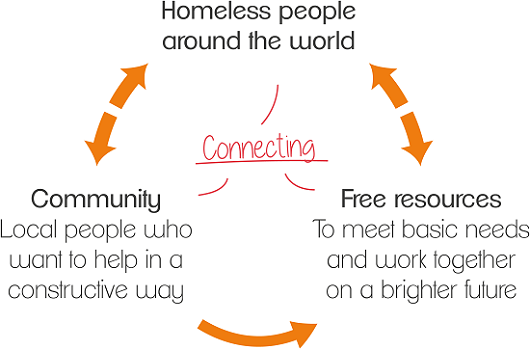 Homeless people
around the world
Connecting
Community
Local people who
want to help in a
constructive way
Free resources
To meet basic needs
and work together
on a brighter future